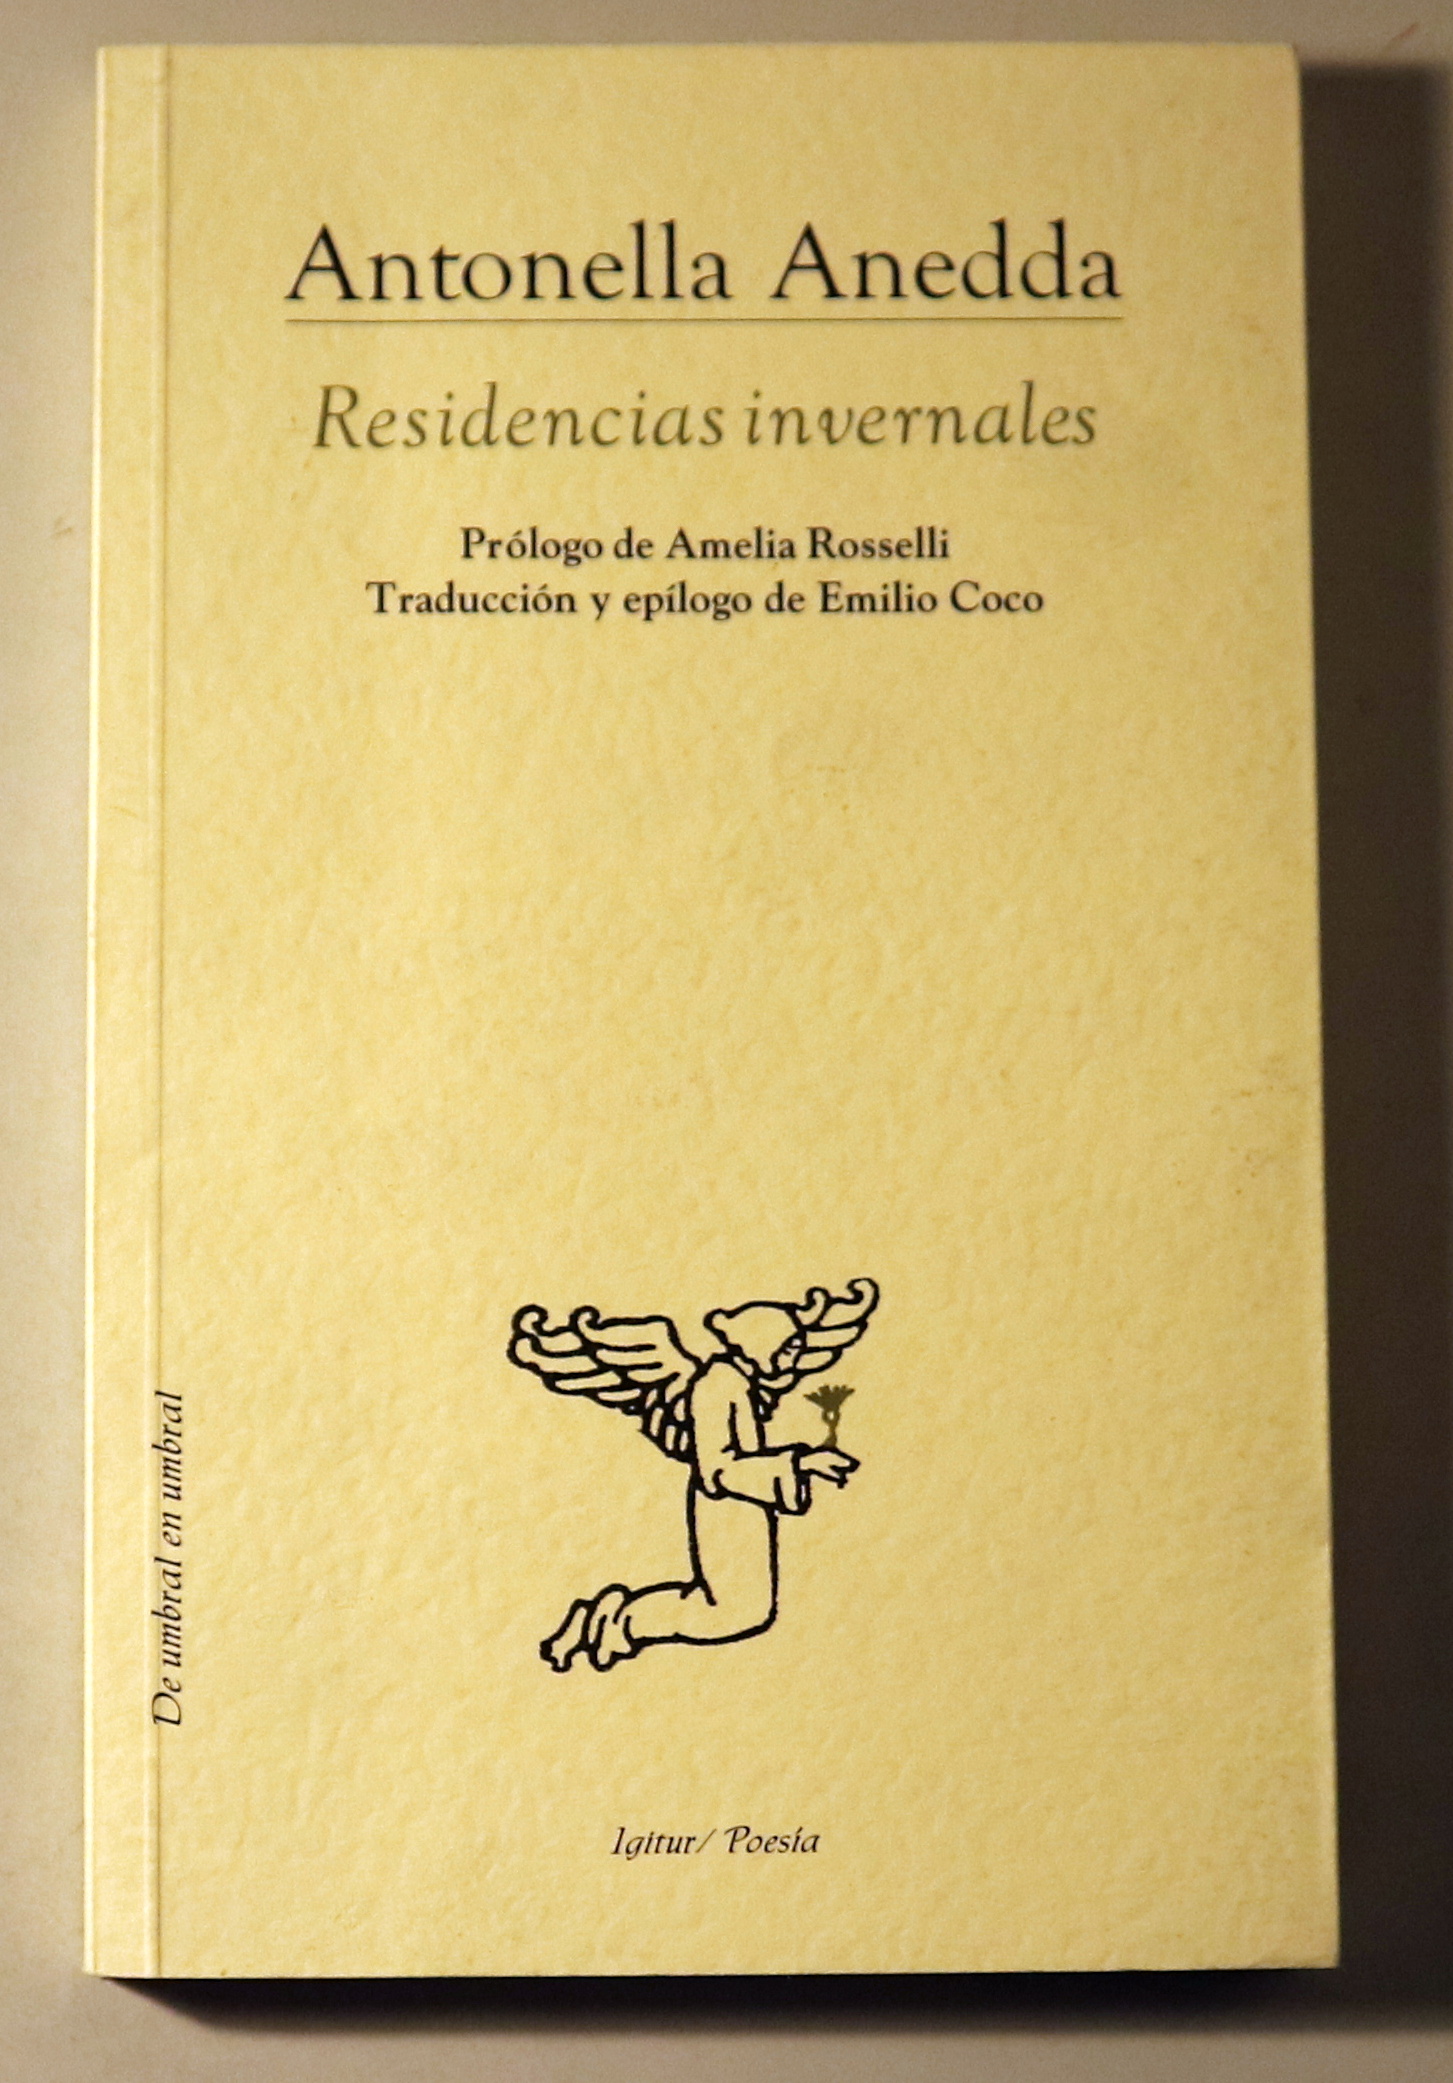 Antonella Anedda
Residencias invernales
Prólogo de Amelia Rosselli
Traducción y epílogo de Emilio Coco
De umbral en umbral
Igitur/ Poesía